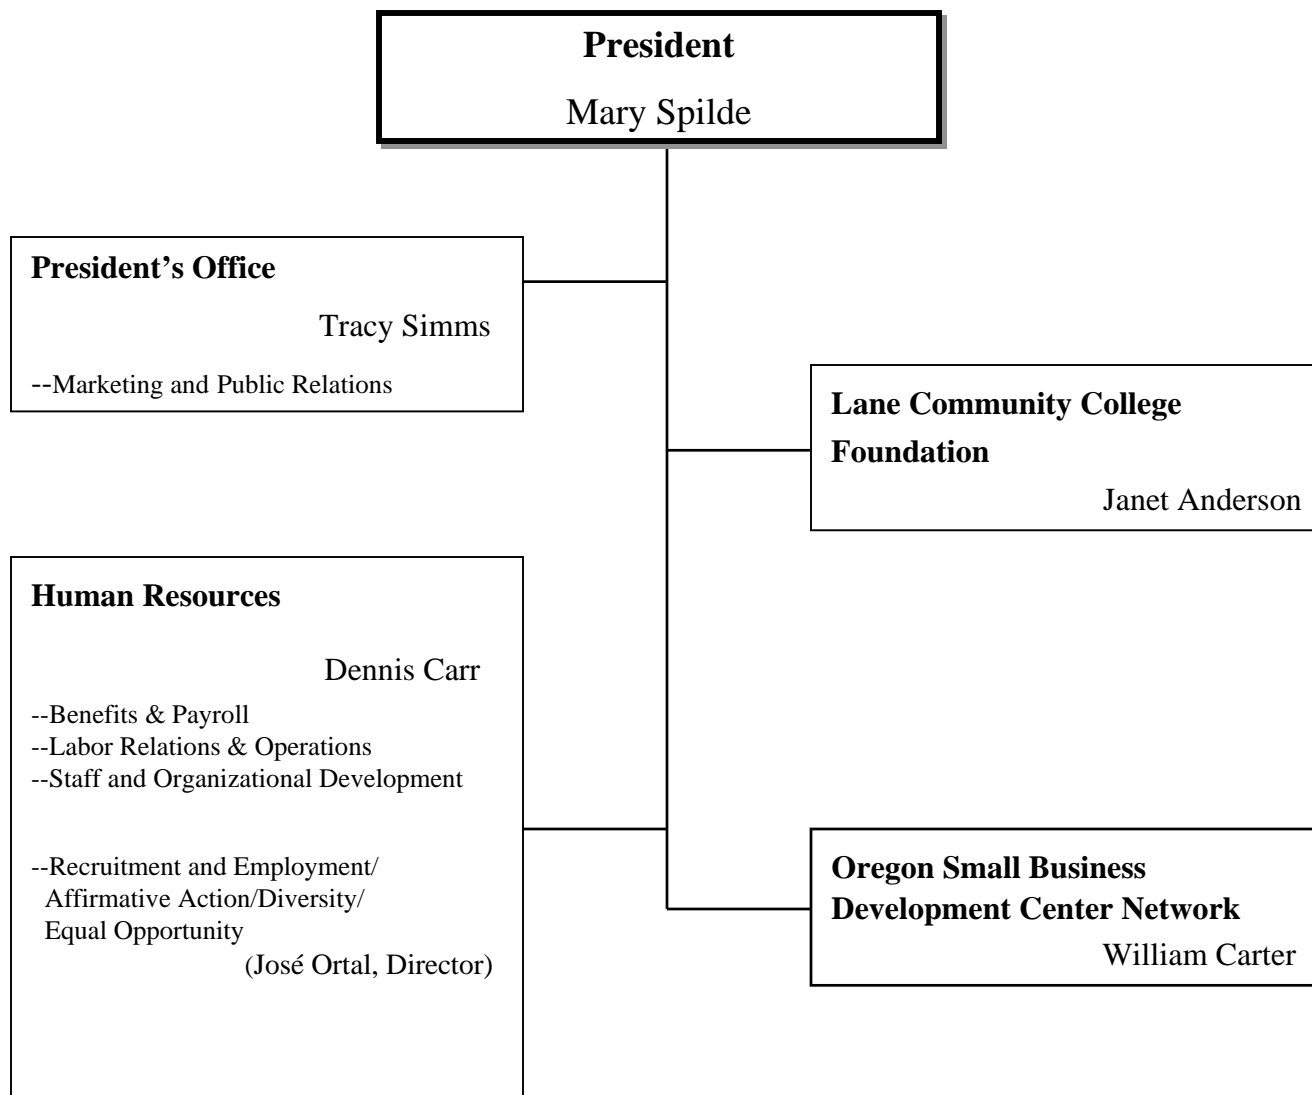 President
Mary Spilde
President’s Office
Tracy Simms
--Marketing and Public Relations
Lane Community College
Foundation
Janet Anderson
Human Resources
Dennis Carr
--Benefits & Payroll
--Labor Relations & Operations
--Staff and Organizational Development
--Recruitment and Employment/
Affirmative Action/Diversity/
Equal Opportunity
(José Ortal, Director)
Oregon Small Business
Development Center Network
William Carter